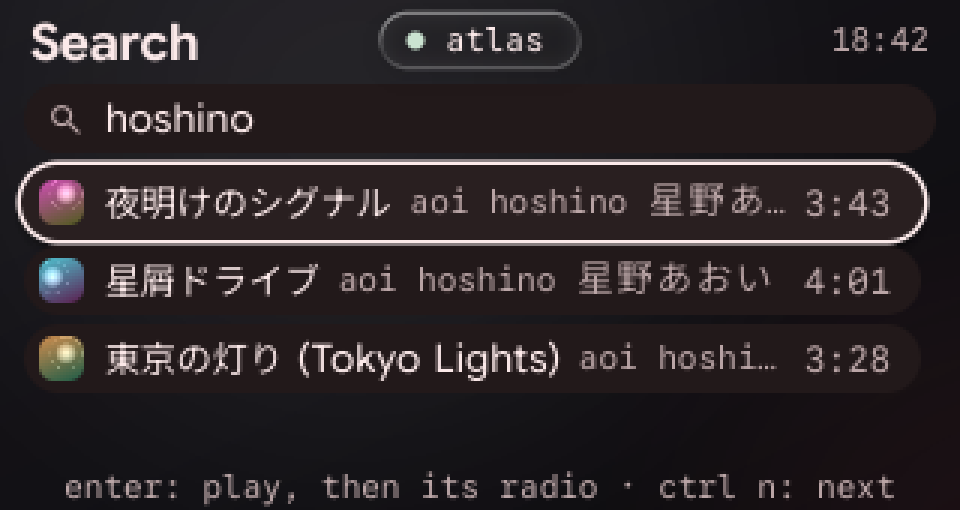 Search atlas 18:42
hoshino
夜明けのシグナル aoi hoshino 星野あ… 3:43
星屑ドライブ aoi hoshino 星野あおい 4:01
東京の灯り (Tokyo Lights) aoi hoshi… 3:28
enter: play, then its radio · ctrl n: next